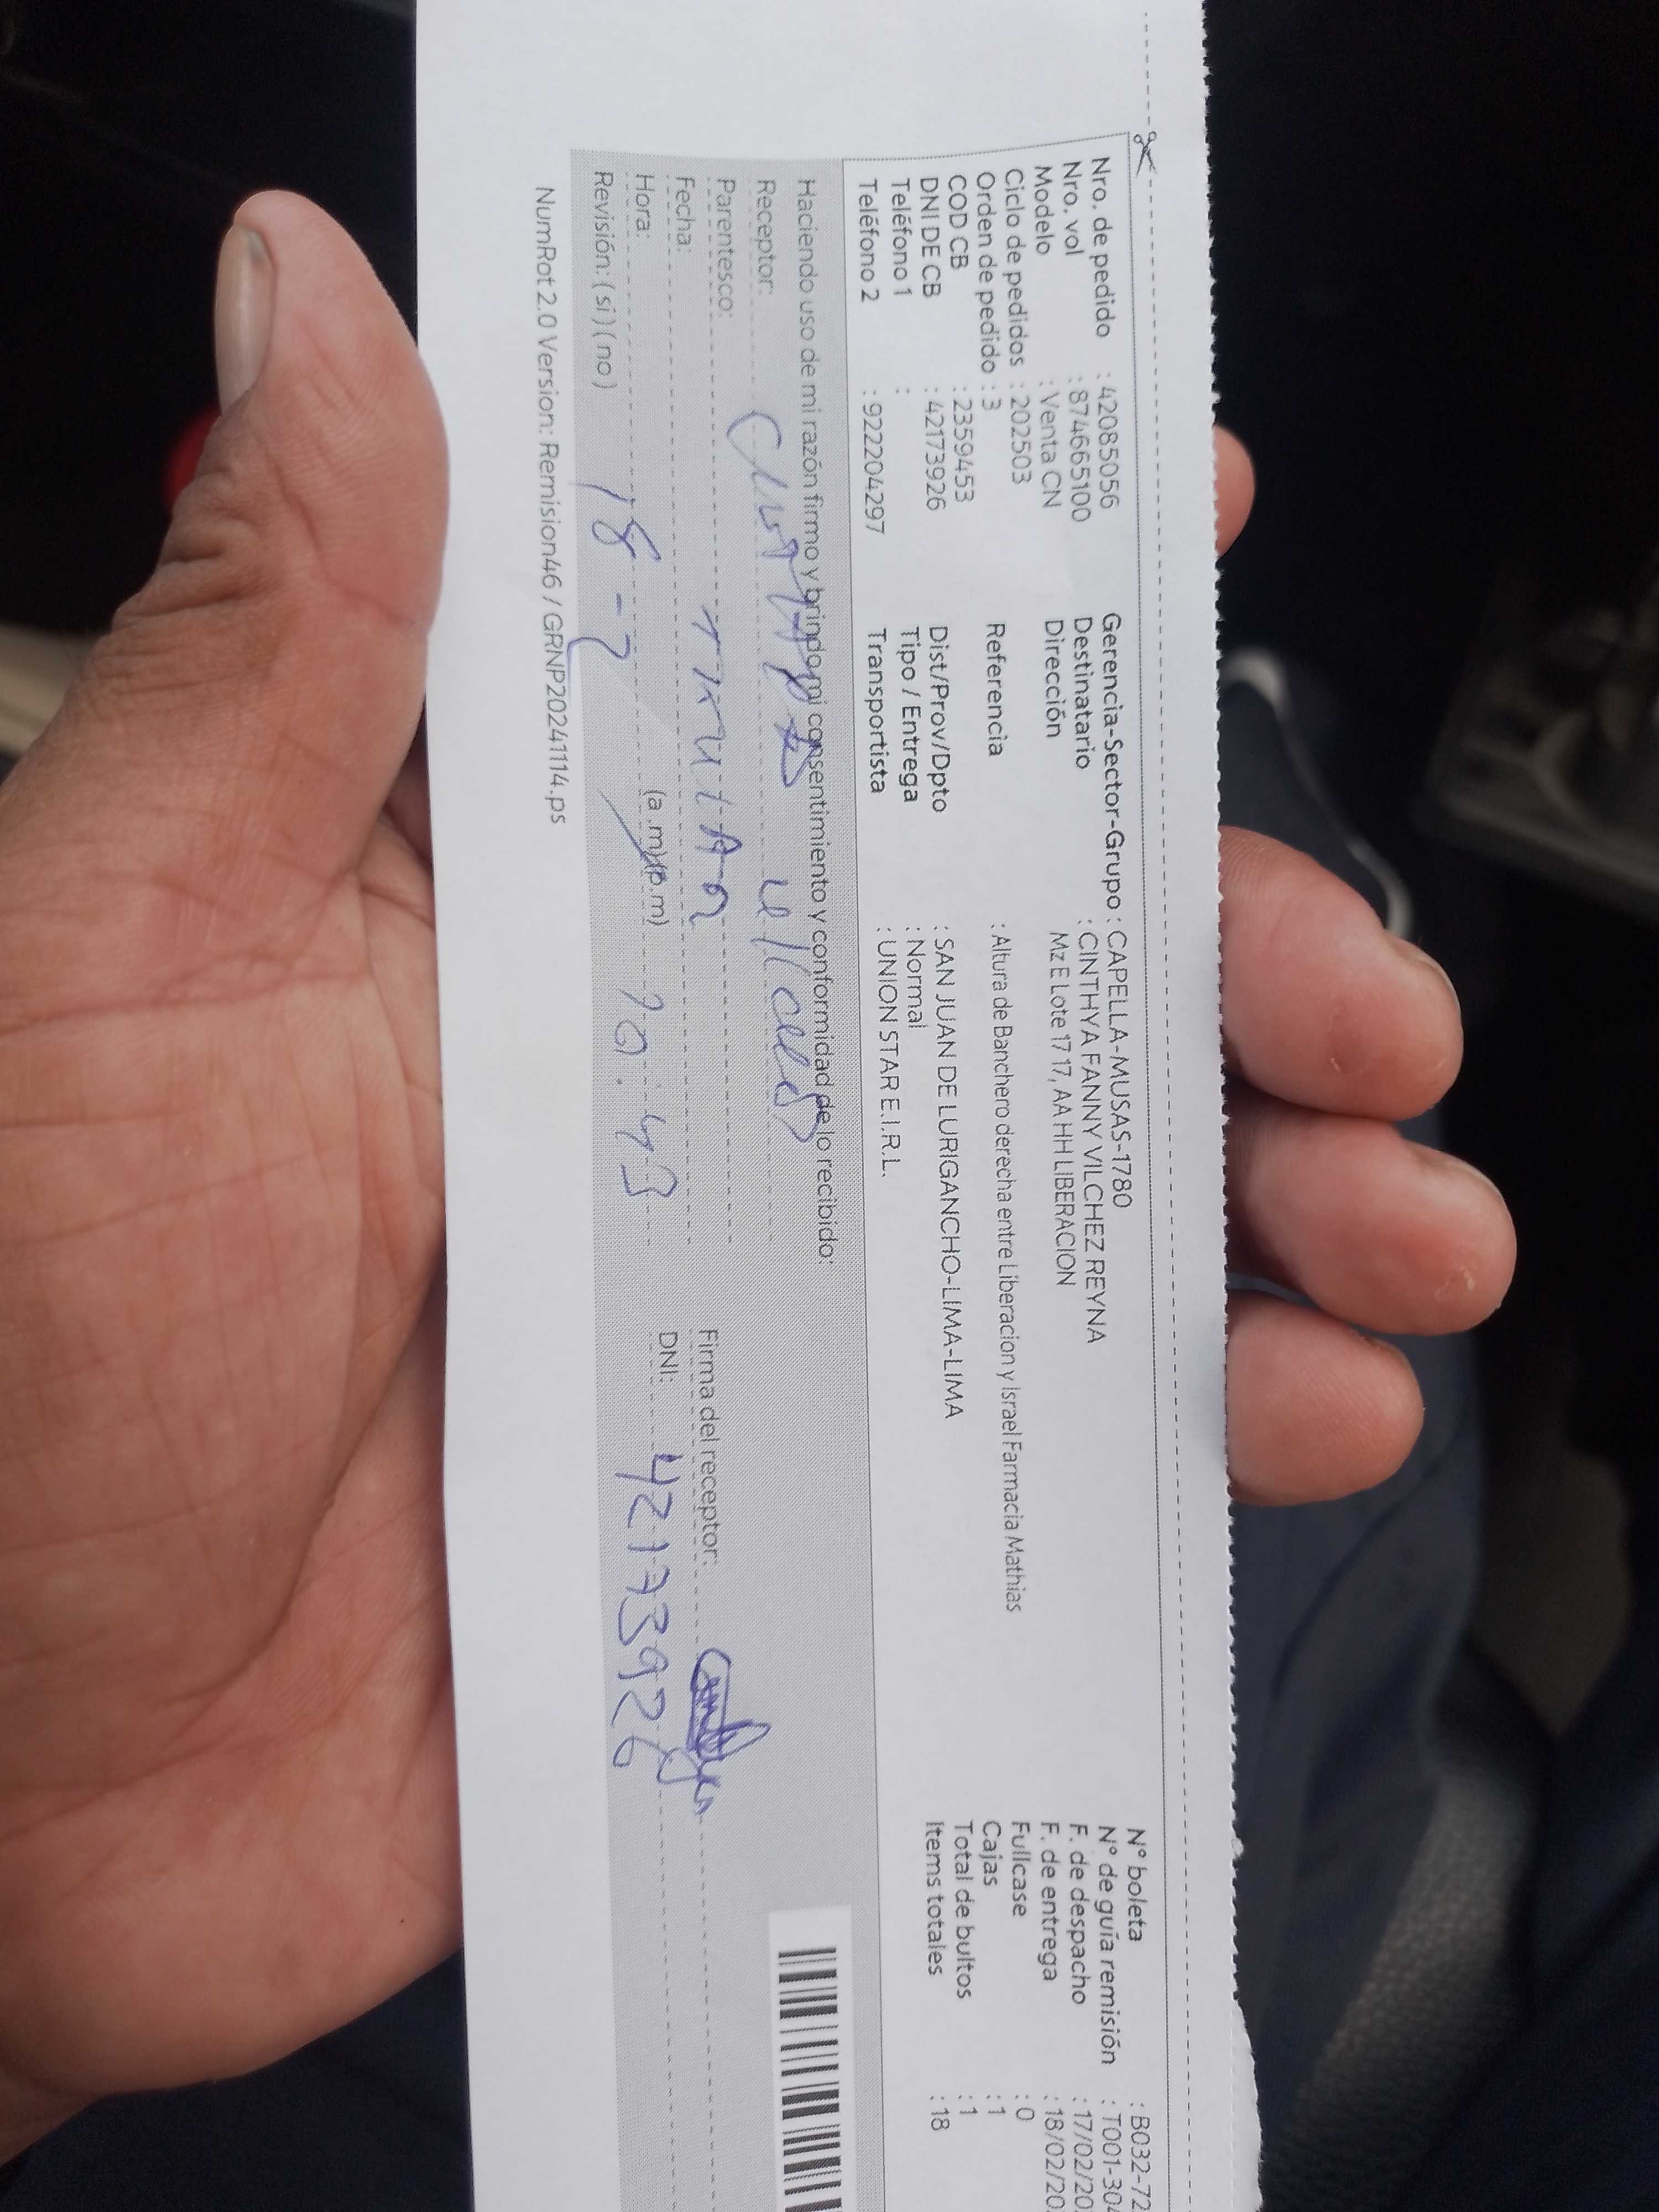 Nro. de pedido : 42085056
Nro. vol : 874665100
Modelo : Venta CN
Ciclo de pedidos : 202503
Orden de pedido : 3
COD CB : 2359453
DNI DE CB : 42173926
Teléfono 1 :
Teléfono 2 : 922204297
Gerencia-Sector-Grupo : CAPELLA-MUSAS-1780
Destinatario : CINTHYA FANNY VILCHEZ REYNA
Dirección Mz E Lote 17 17, AA HH LIBERACION
Referencia : Altura de Banchero derecha entre Liberacion y Israel Farmacia Mathias
Dist/Prov/Dpto : SAN JUAN DE LURIGANCHO-LIMA-LIMA
Tipo / Entrega : Normal
Transportista : UNION STAR E.I.R.L.
N° boleta : B032-72
N° de guía remisión : T001-304
F. de despacho : 17/02/20
F. de entrega : 18/02/20
Fullcase : 0
Cajas : 1
Total de bultos : 1
Items totales : 18
Haciendo uso de mi razón firmo y brindo mi consentimiento y conformidad de lo recibido:
Receptor:
Parentesco:
Fecha:
Hora: (a.m)(p.m)
Revisión: ( si ) ( no ) 18-2
Firma del receptor:
DNI: 42173926
NumRot 2.0 Version: Remision46 / GRNP20241114.ps